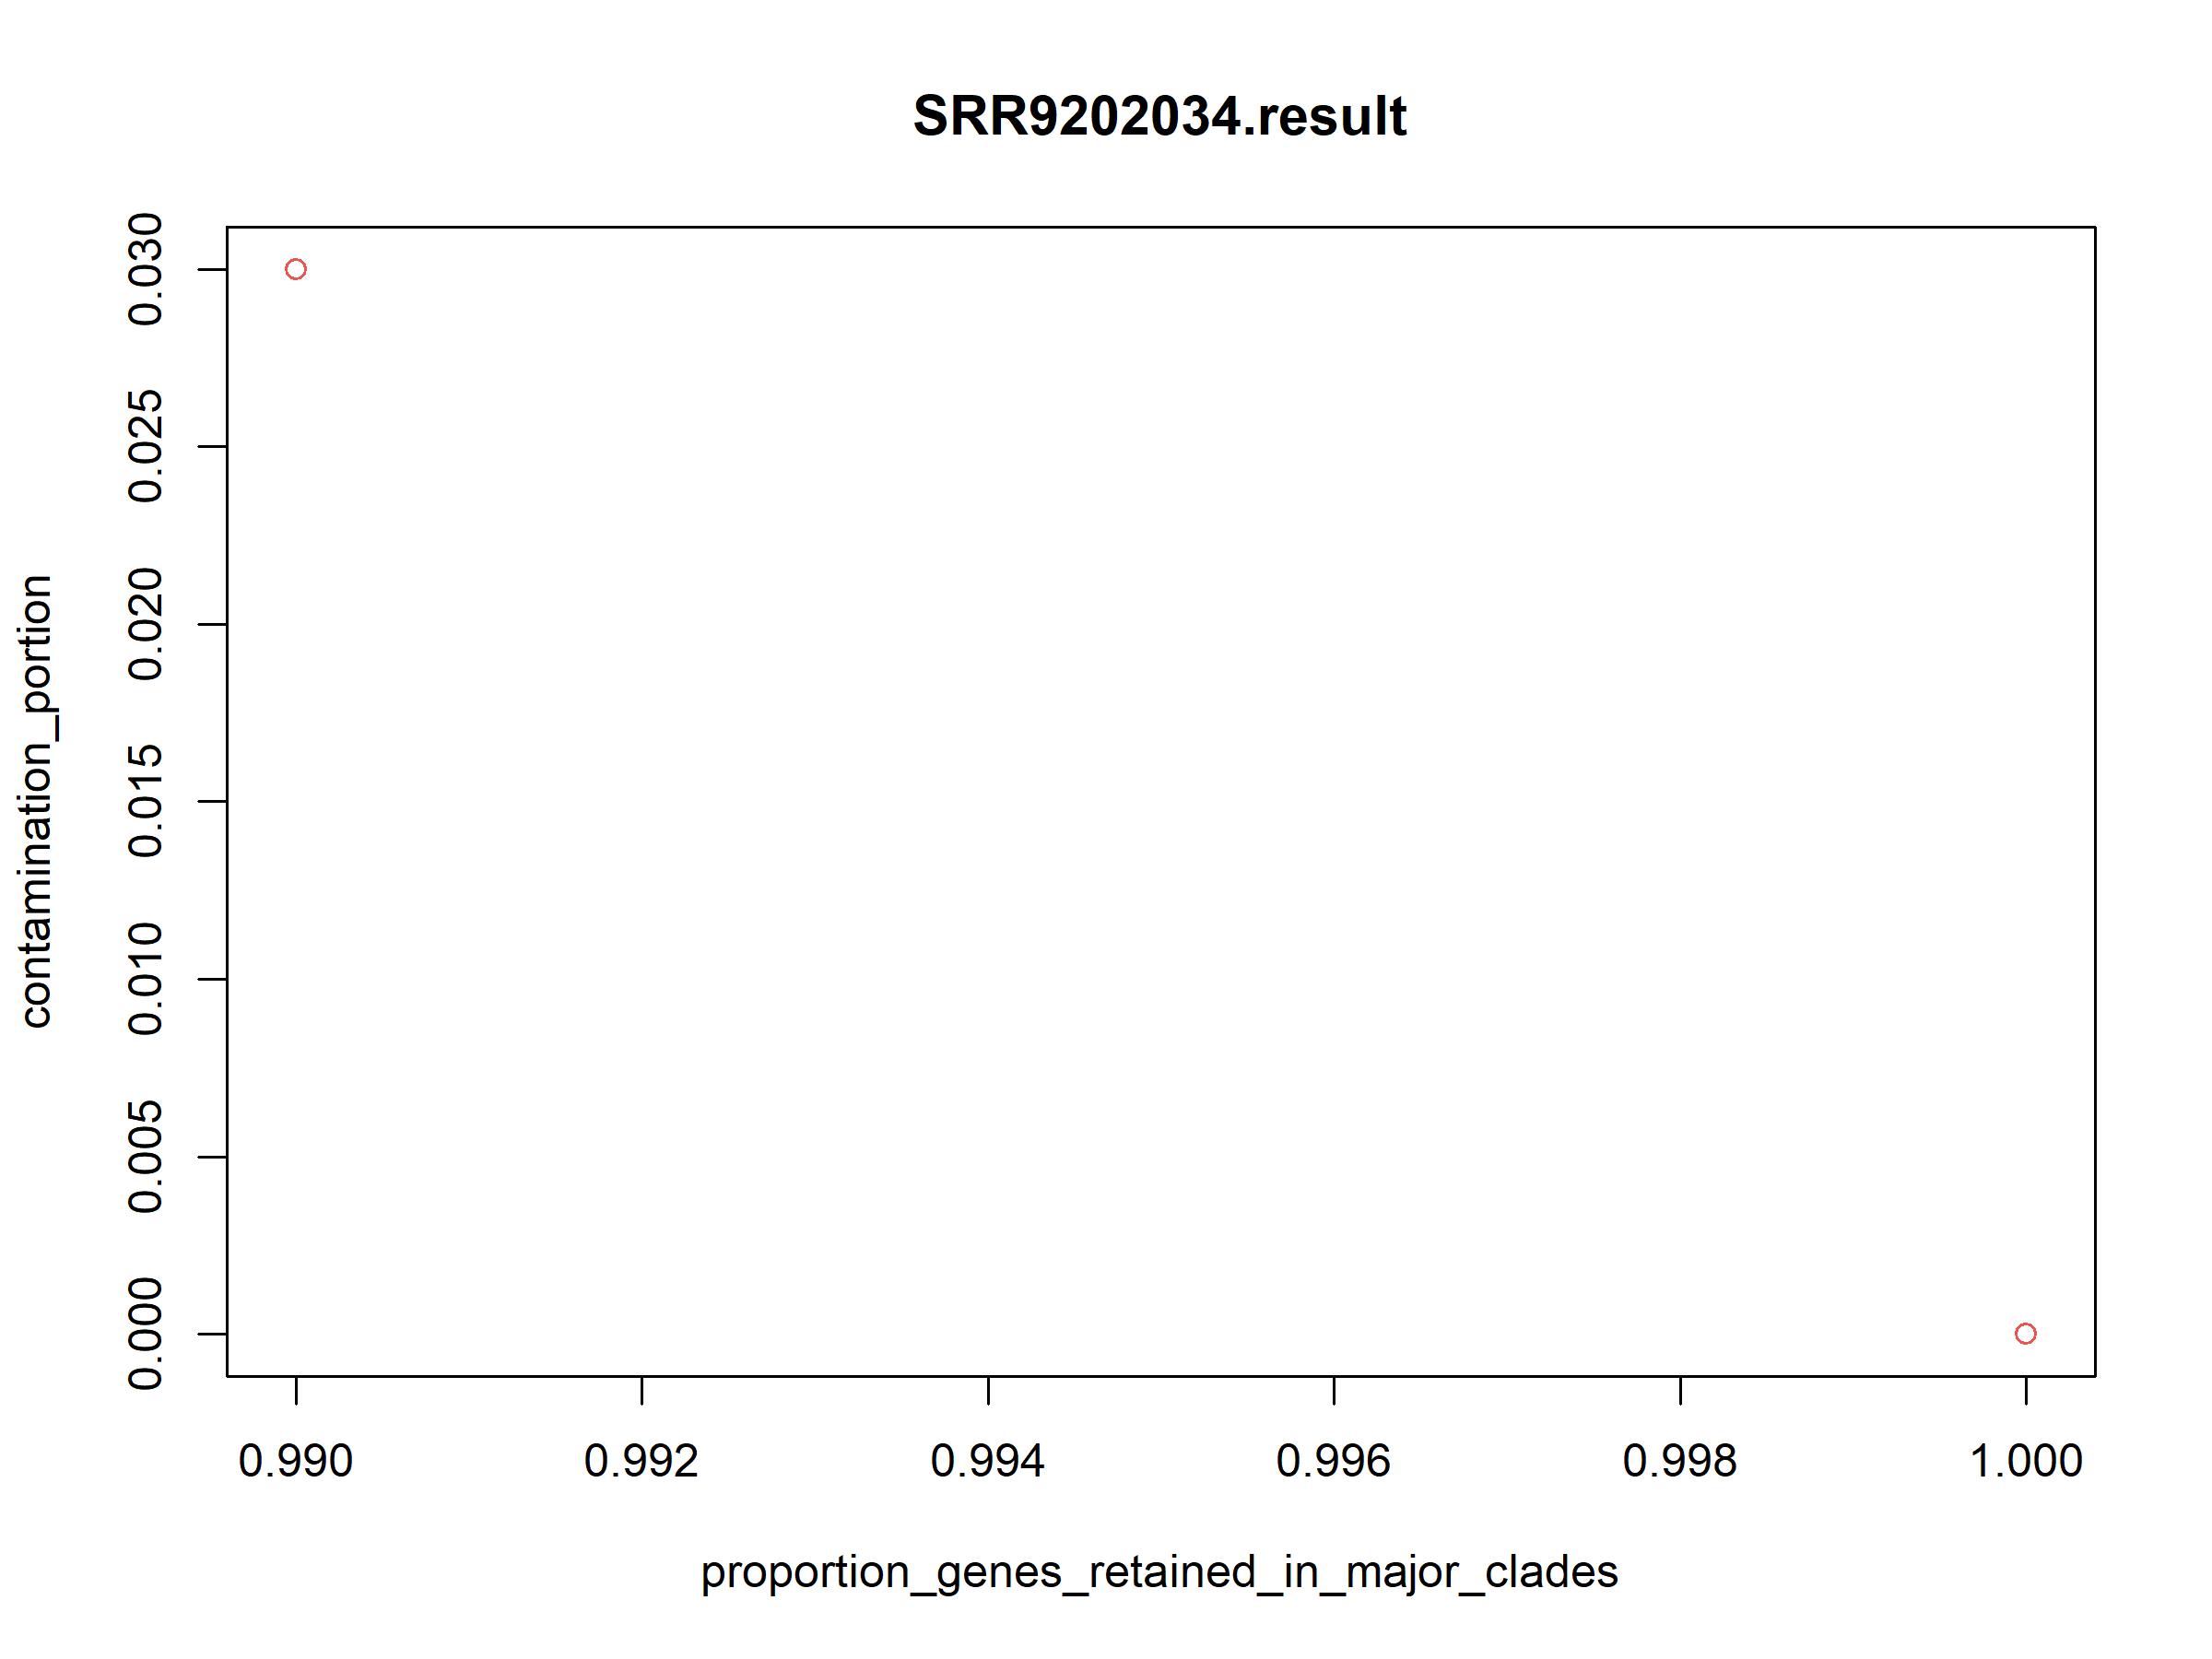 SRR9202034.result
contamination_portion
0.030
0.025
0.020
0.015
0.010
0.005
0.000
0.990 0.992 0.994 0.996 0.998 1.000
proportion_genes_retained_in_major_clades